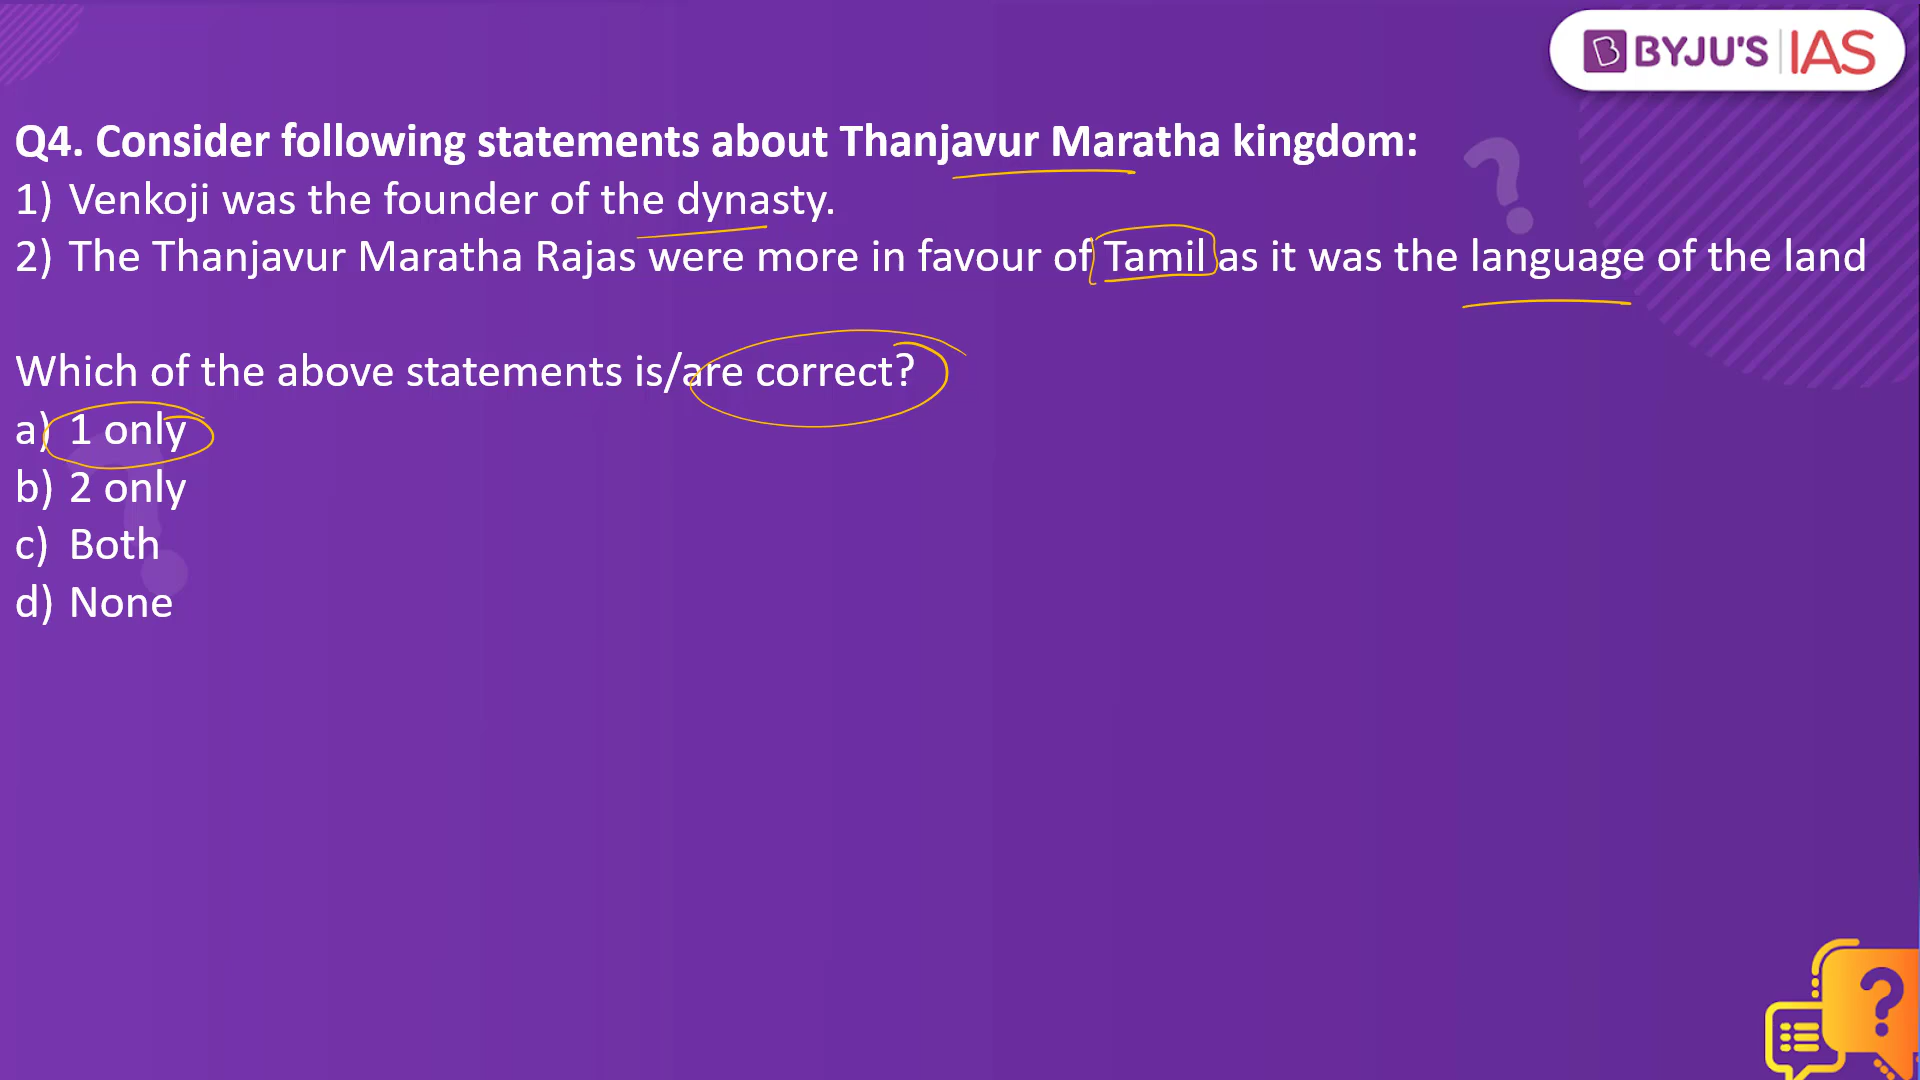 BYJU'S IAS
Q4. Consider following statements about Thanjavur Maratha kingdom:
1) Venkoji was the founder of the dynasty.
2) The Thanjavur Maratha Rajas were more in favour of Tamil as it was the language of the land
Which of the above statements is/are correct?
a) 1 only
b) 2 only
c) Both
d) None